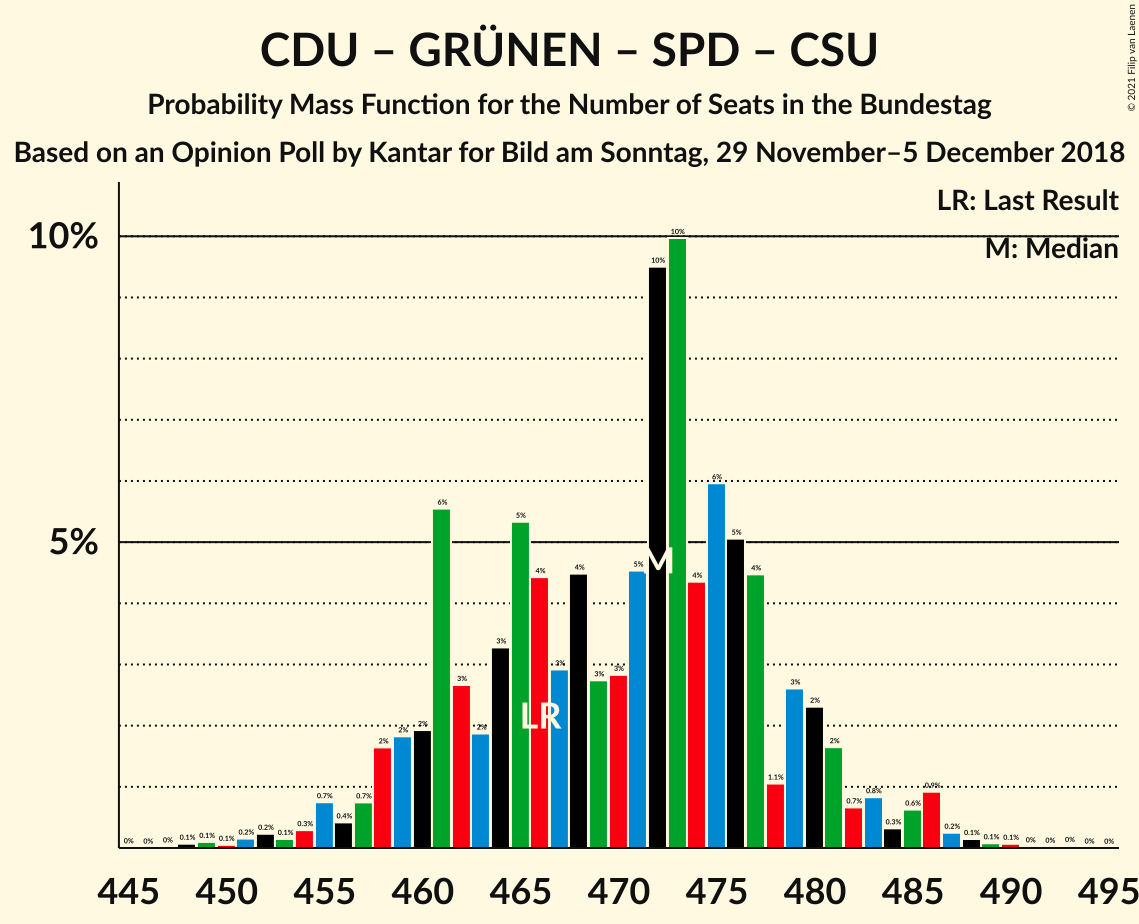 CDU – GRÜNEN – SPD – CSU
Probability Mass Function for the Number of Seats in the Bundestag
Based on an Opinion Poll by Kantar for Bild am Sonntag, 29 November–5 December 2018
© 2021 Filip van Laenen
LR: Last Result
M: Median
10%
5%
0% 0% 0% 0.1% 0.1% 0.1% 0.2% 0.2% 0.1% 0.3% 0.7% 0.4% 0.7% 2% 2% 2% 6% 3% 2% 3% 5% 4% 3% 4% 3% 3% 5% 10% 10% 4% 6% 5% 4% 1.1% 3% 2% 2% 0.7% 0.8% 0.3% 0.6% 0.9% 0.2% 0.1% 0.1% 0.1% 0% 0% 0% 0% 0%
M
LR
445 450 455 460 465 470 475 480 485 490 495